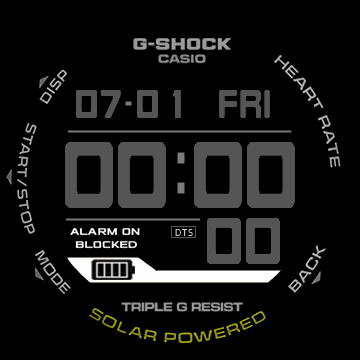 G-SHOCK
CASIO
DISP
HEART RATE
07-01 FRI
START/STOP
00:00
ALARM ON
BLOCKED
DTS
00
MODE
BACK
TRIPLE G RESIST
SOLAR POWERED